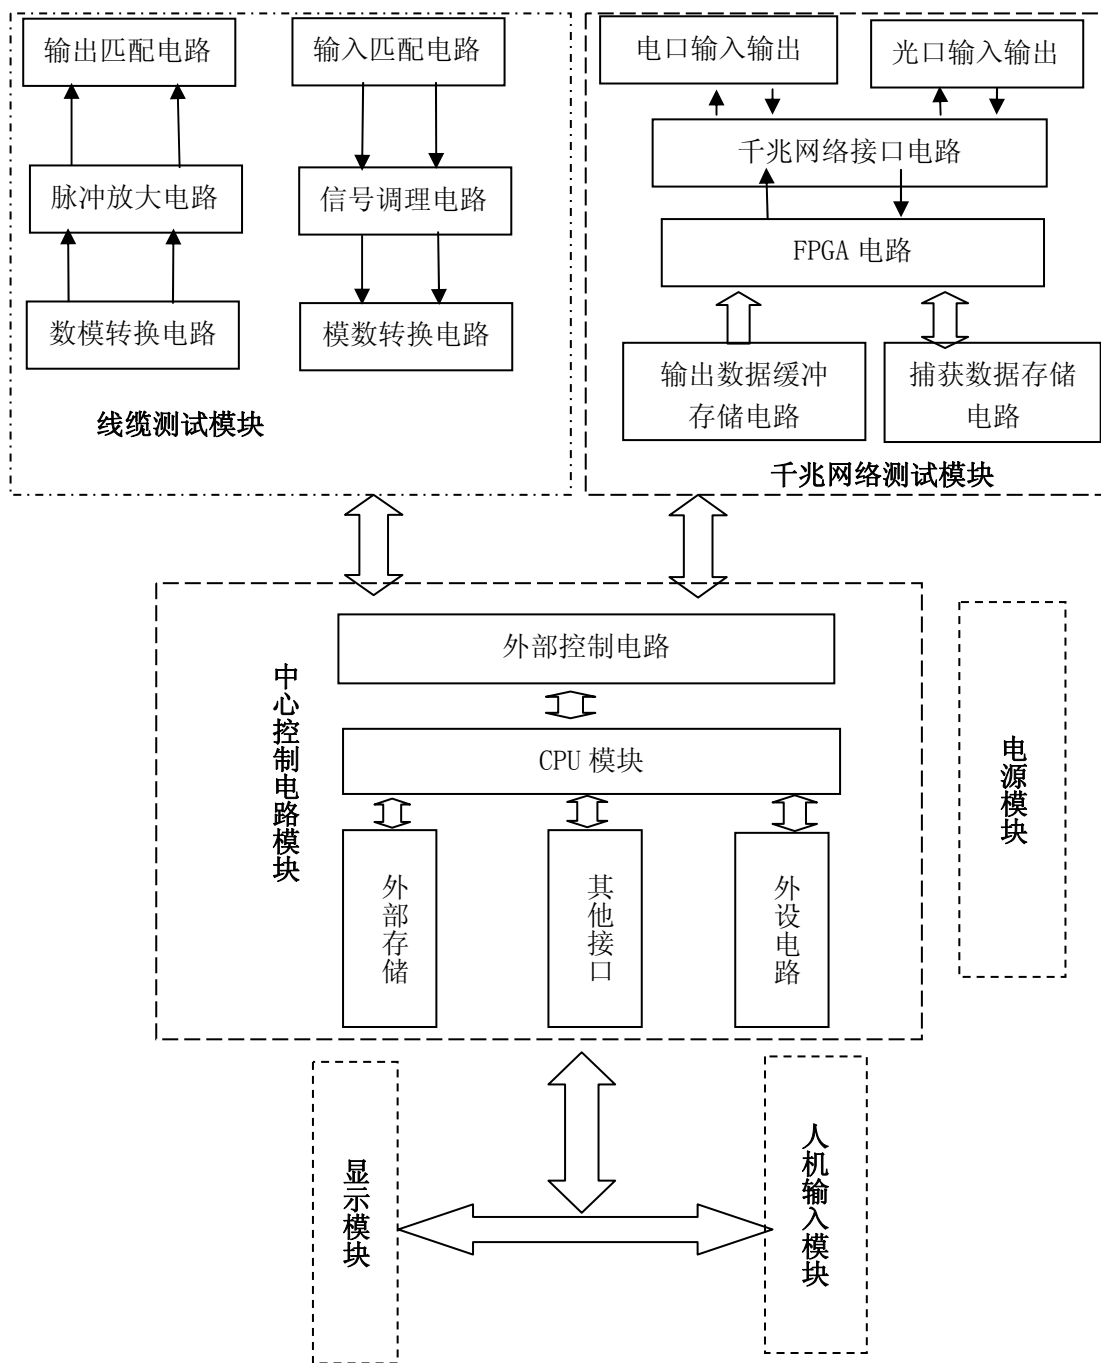 输出匹配电路
输入匹配电路
脉冲放大电路
信号调理电路
数模转换电路
模数转换电路
线缆测试模块
电口输入输出
光口输入输出
千兆网络接口电路
FPGA 电路
输出数据缓冲
存储电路
捕获数据存储
电路
千兆网络测试模块
中心控制电路模块
外部控制电路
CPU 模块
外部存储
其他接口
外设电路
电源模块
显示模块
人机输入模块